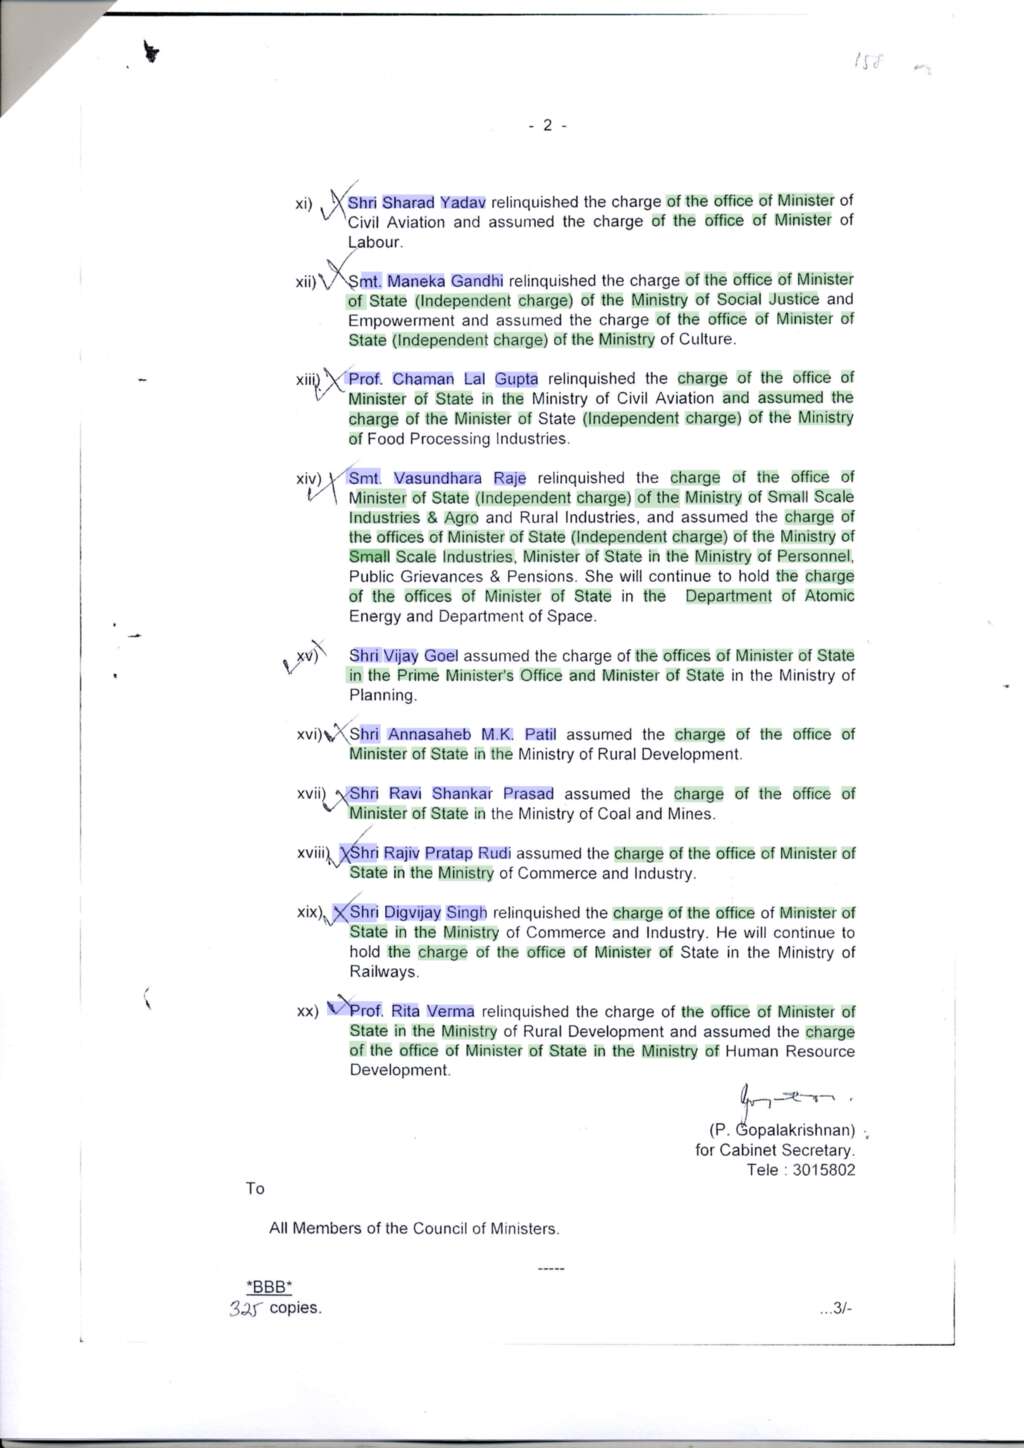 158
- 2 -
xi) Shri Sharad Yadav relinquished the charge of the office of Minister of
Civil Aviation and assumed the charge of the office of Minister of
Labour.
xii) Smt. Maneka Gandhi relinquished the charge of the office of Minister
of State (Independent charge) of the Ministry of Social Justice and
Empowerment and assumed the charge of the office of Minister of
State (Independent charge) of the Ministry of Culture.
xiii) Prof. Chaman Lal Gupta relinquished the charge of the office of
Minister of State in the Ministry of Civil Aviation and assumed the
charge of the Minister of State (Independent charge) of the Ministry
of Food Processing Industries.
xiv) Smt. Vasundhara Raje relinquished the charge of the office of
Minister of State (Independent charge) of the Ministry of Small Scale
Industries & Agro and Rural Industries, and assumed the charge of
the offices of Minister of State (Independent charge) of the Ministry of
Small Scale Industries, Minister of State in the Ministry of Personnel,
Public Grievances & Pensions. She will continue to hold the charge
of the offices of Minister of State in the Department of Atomic
Energy and Department of Space.
xv) Shri Vijay Goel assumed the charge of the offices of Minister of State
in the Prime Minister's Office and Minister of State in the Ministry of
Planning.
xvi) Shri Annasaheb M.K. Patil assumed the charge of the office of
Minister of State in the Ministry of Rural Development.
xvii) Shri Ravi Shankar Prasad assumed the charge of the office of
Minister of State in the Ministry of Coal and Mines.
xviii) Shri Rajiv Pratap Rudi assumed the charge of the office of Minister of
State in the Ministry of Commerce and Industry.
xix) Shri Digvijay Singh relinquished the charge of the office of Minister of
State in the Ministry of Commerce and Industry. He will continue to
hold the charge of the office of Minister of State in the Ministry of
Railways.
xx) Prof. Rita Verma relinquished the charge of the office of Minister of
State in the Ministry of Rural Development and assumed the charge
of the office of Minister of State in the Ministry of Human Resource
Development.
(P. Gopalakrishnan)
for Cabinet Secretary.
Tele : 3015802
To
All Members of the Council of Ministers.
-----
*BBB*
325 copies.
...3/-